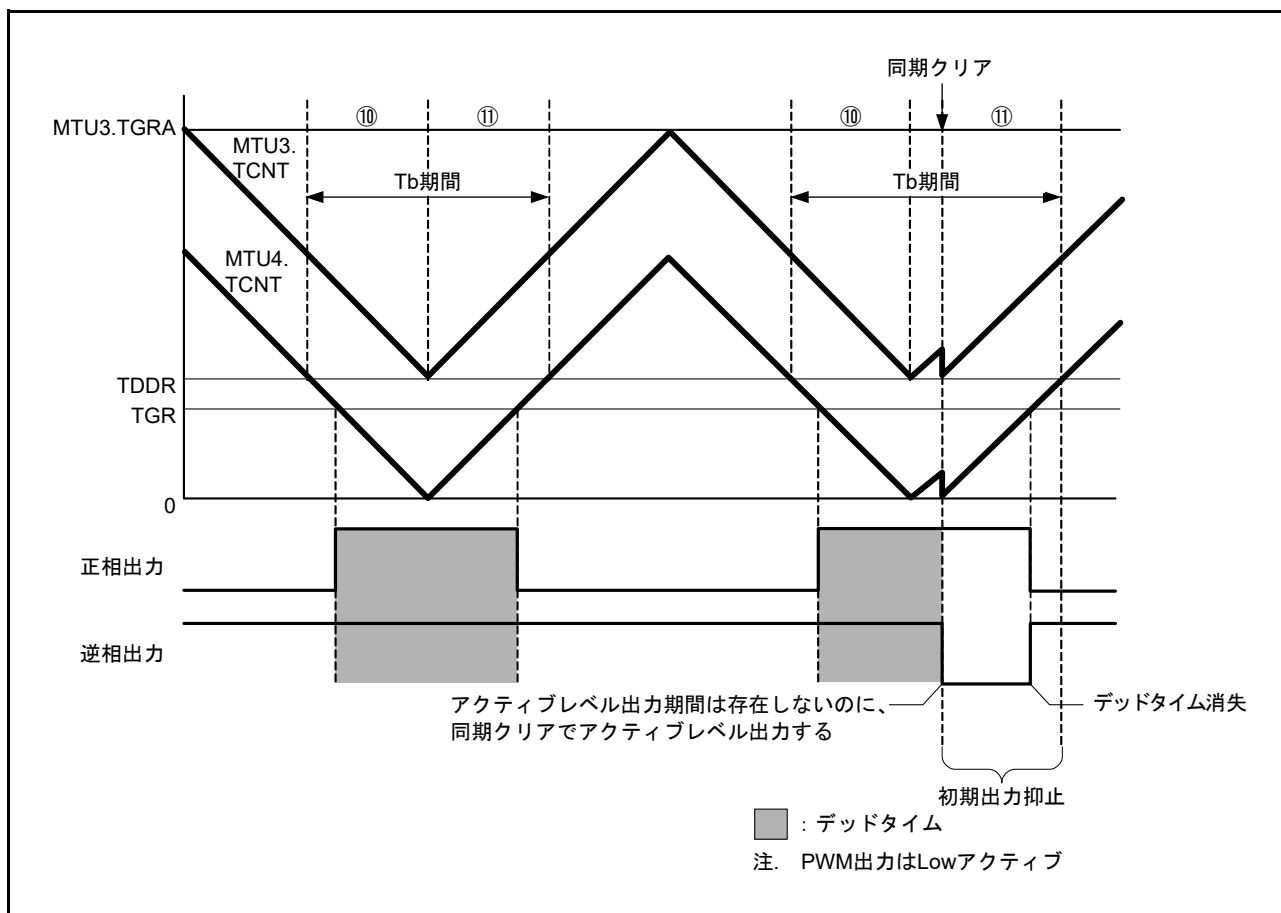 同期クリア
⑩
⑪
⑩
⑪
MTU3.TGRA
MTU3.
TCNT
Tb期間
Tb期間
MTU4.
TCNT
TDDR
TGR
0
正相出力
逆相出力
アクティブレベル出力期間は存在しないのに、
同期クリアでアクティブレベル出力する
デッドタイム消失
初期出力抑止
：デッドタイム
注. PWM出力はLowアクティブ